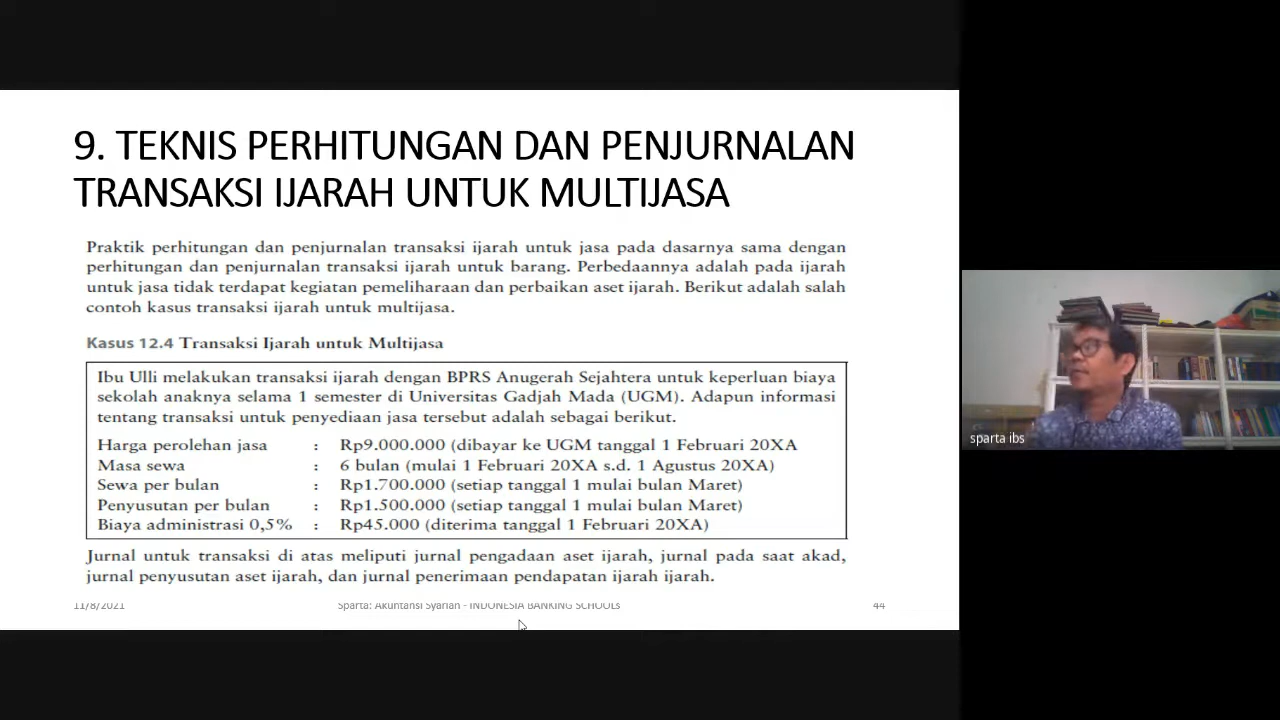 9. TEKNIS PERHITUNGAN DAN PENJURNALAN
TRANSAKSI IJARAH UNTUK MULTIJASA
Praktik perhitungan dan penjurnalan transaksi ijarah untuk jasa pada dasarnya sama dengan
perhitungan dan penjurnalan transaksi ijarah untuk barang. Perbedaannya adalah pada ijarah
untuk jasa tidak terdapat kegiatan pemeliharaan dan perbaikan aset ijarah. Berikut adalah salah
contoh kasus transaksi ijarah untuk multijasa.
Kasus 12.4 Transaksi Ijarah untuk Multijasa
Ibu Ulli melakukan transaksi ijarah dengan BPRS Anugerah Sejahtera untuk keperluan biaya
sekolah anaknya selama 1 semester di Universitas Gadjah Mada (UGM). Adapun informasi
tentang transaksi untuk penyediaan jasa tersebut adalah sebagai berikut.
Harga perolehan jasa : Rp9.000.000 (dibayar ke UGM tanggal 1 Februari 20XA
Masa sewa : 6 bulan (mulai 1 Februari 20XA s.d. 1 Agustus 20XA)
Sewa per bulan : Rp1.700.000 (setiap tanggal 1 mulai bulan Maret)
Penyusutan per bulan : Rp1.500.000 (setiap tanggal 1 mulai bulan Maret)
Biaya administrasi 0,5% : Rp45.000 (diterima tanggal 1 Februari 20XA)
Jurnal untuk transaksi di atas meliputi jurnal pengadaan aset ijarah, jurnal pada saat akad,
jurnal penyusutan aset ijarah, dan jurnal penerimaan pendapatan ijarah ijarah.
11/8/2021 Sparta: Akuntansi Syariah - INDONESIA BANKING SCHOOLs 44
sparta ibs